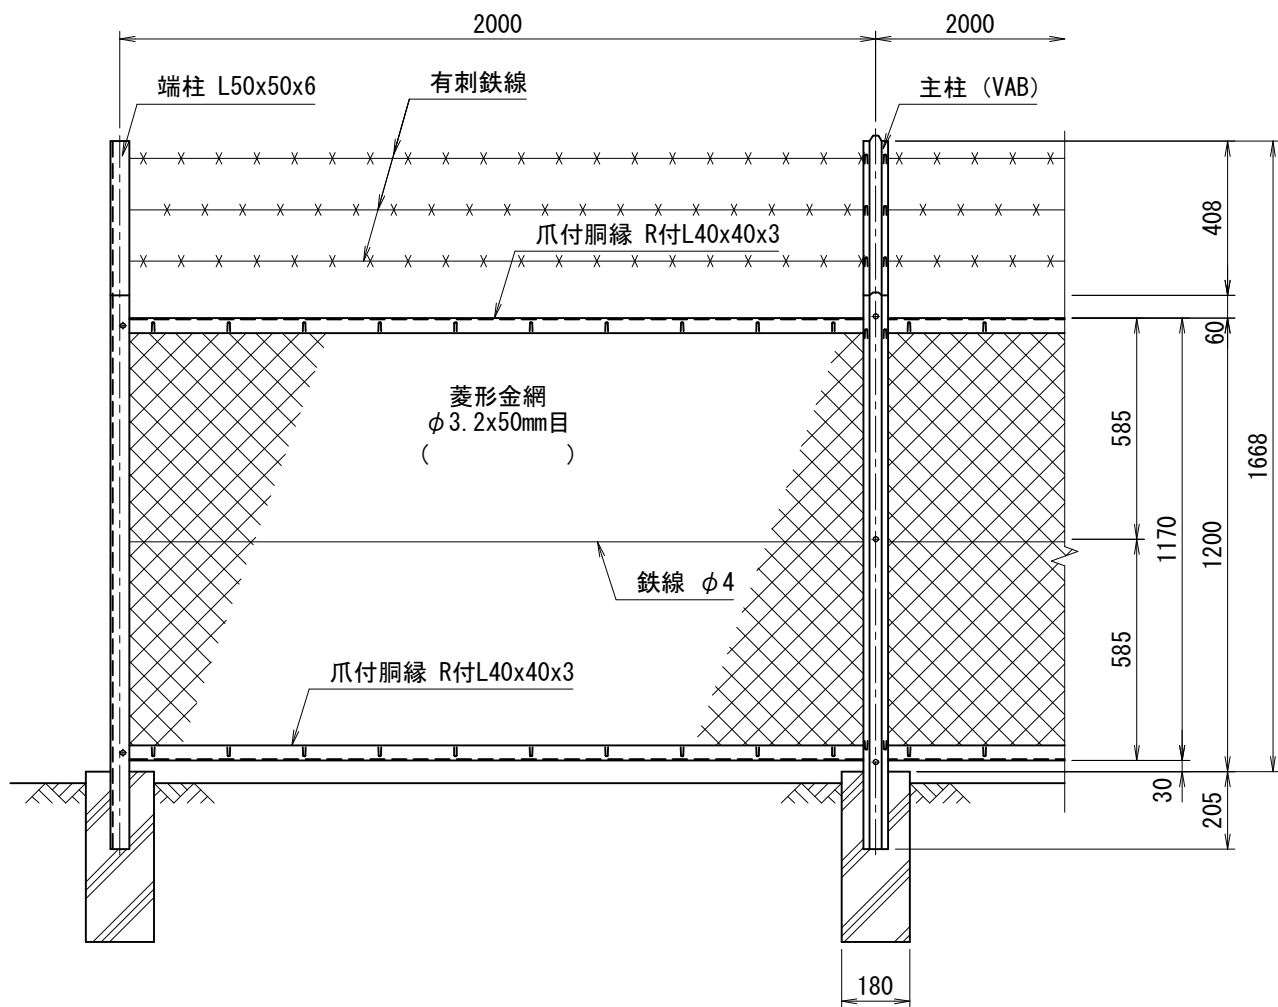 2000
2000
端柱 L50x50x6
有刺鉄線
主柱 (VAB)
爪付胴縁 R付L40x40x3
408
60
菱形金網
φ3.2x50mm目
(　　　　)
585
1668
1170
1200
鉄線 φ4
585
爪付胴縁 R付L40x40x3
30
205
180